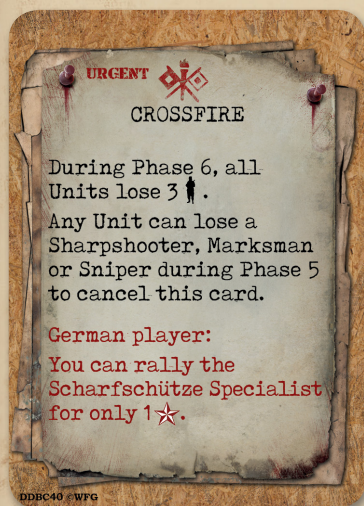 URGENT
CROSSFIRE
During Phase 6, all
Units lose 3 .
Any Unit can lose a
Sharpshooter, Marksman
or Sniper during Phase 5
to cancel this card.
German player:
You can rally the
Scharfschütze Specialist
for only 1 .
DDBC40 ©WFG